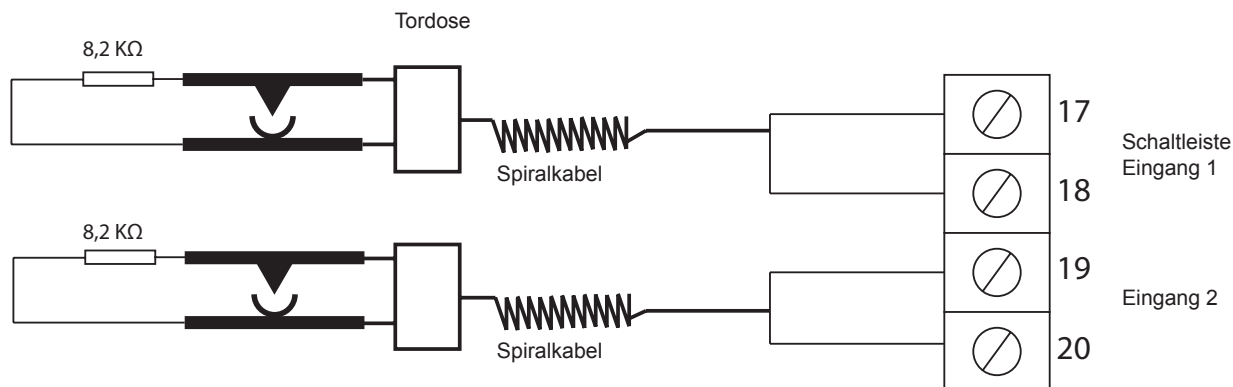 Tordose
8,2 KΩ
Spiralkabel
17
18
Schaltleiste
Eingang 1
8,2 KΩ
Spiralkabel
19
20
Eingang 2